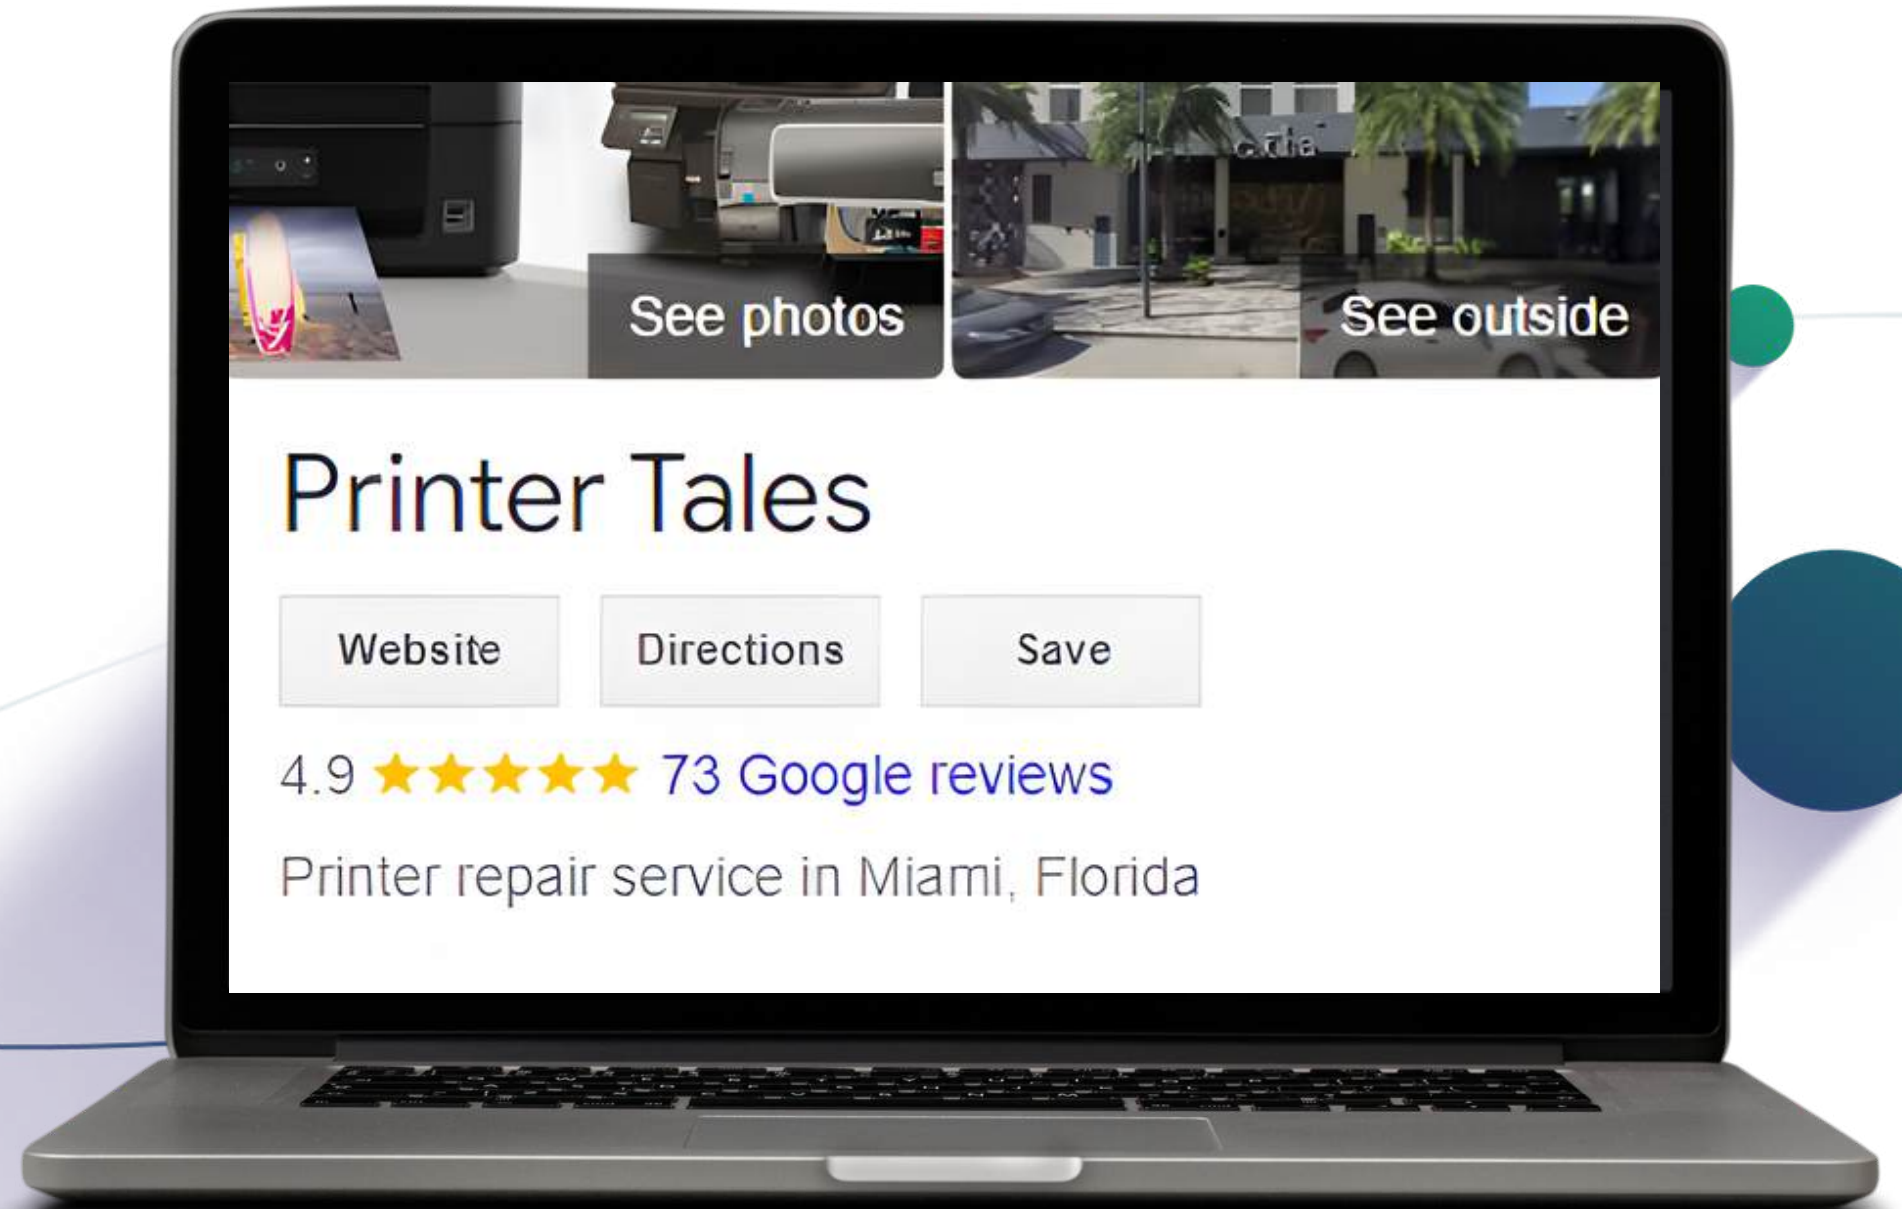 See photos
See outside
Printer Tales
Website
Directions
Save
4.9 73 Google reviews
Printer repair service in Miami, Florida